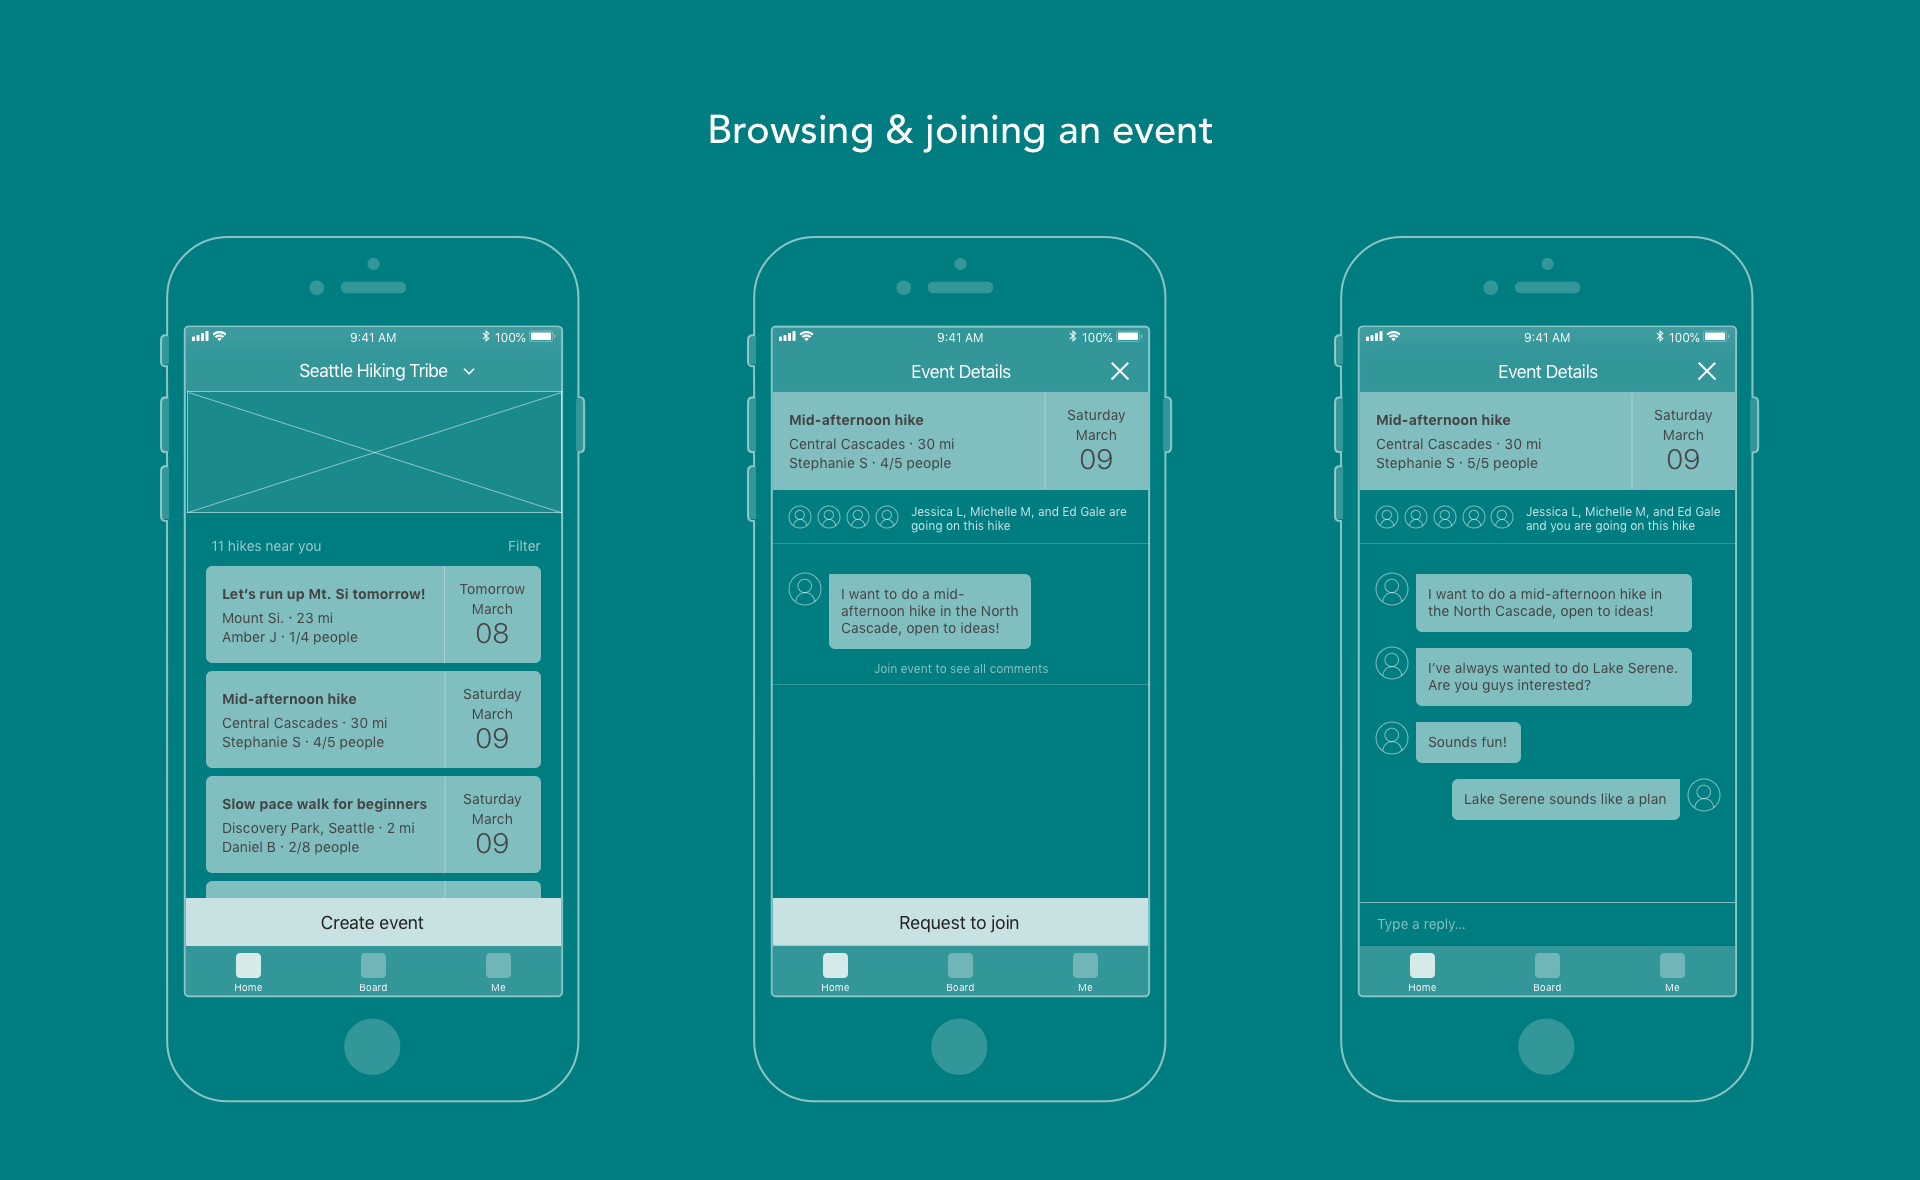 Browsing & joining an event
9:41 AM
100%
Seattle Hiking Tribe
11 hikes near you
Filter
Let's run up Mt. Si tomorrow!
Mount Si. · 23 mi
Amber J · 1/4 people
Tomorrow
March
08
Mid-afternoon hike
Central Cascades · 30 mi
Stephanie S · 4/5 people
Saturday
March
09
Slow pace walk for beginners
Discovery Park, Seattle · 2 mi
Daniel B · 2/8 people
Saturday
March
09
Create event
Home
Board
Me
9:41 AM
100%
Event Details
Mid-afternoon hike
Central Cascades · 30 mi
Stephanie S · 4/5 people
Saturday
March
09
Jessica L, Michelle M, and Ed Gale are
going on this hike
I want to do a mid-
afternoon hike in the North
Cascade, open to ideas!
Join event to see all comments
Request to join
Home
Board
Me
9:41 AM
100%
Event Details
Mid-afternoon hike
Central Cascades · 30 mi
Stephanie S · 5/5 people
Saturday
March
09
Jessica L, Michelle M, and Ed Gale
and you are going on this hike
I want to do a mid-afternoon hike in
the North Cascade, open to ideas!
I've always wanted to do Lake Serene.
Are you guys interested?
Sounds fun!
Lake Serene sounds like a plan
Type a reply...
Home
Board
Me